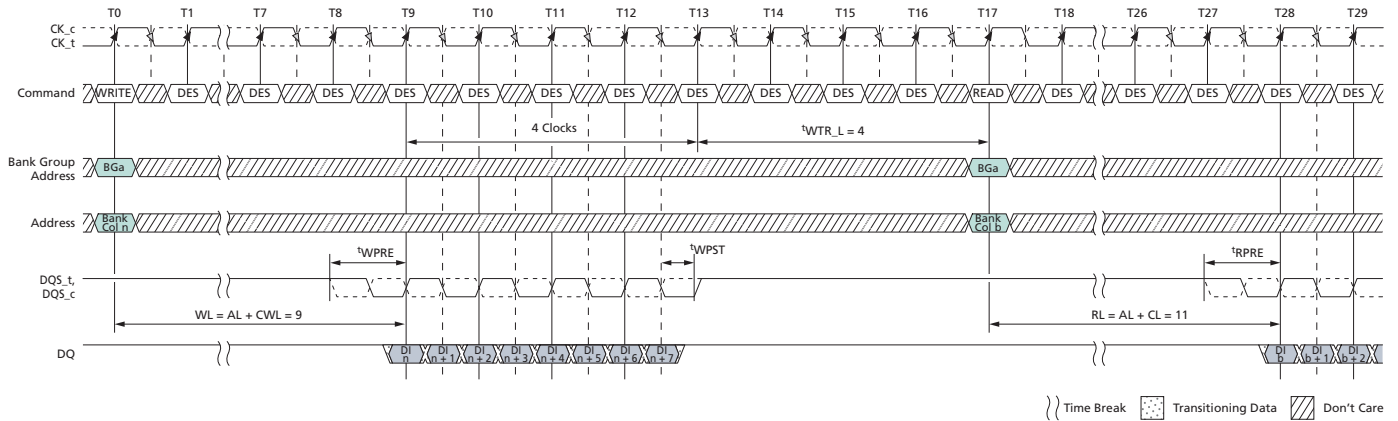 T0 T1 T7 T8 T9 T10 T11 T12 T13 T14 T15 T16 T17 T18 T26 T27 T28 T29
CK_c
CK_t
Command WRITE DES DES DES DES DES DES DES DES DES DES DES READ DES DES DES DES DES
4 Clocks tWTR_L = 4
Bank Group
Address BGa BGa
Address Bank
Col n Bank
Col b
tWPRE tWPST tRPRE
DQS_t,
DQS_c
WL = AL + CWL = 9 RL = AL + CL = 11
DQ DI
n DI
n + 1 DI
n + 2 DI
n + 3 DI
n + 4 DI
n + 5 DI
n + 6 DI
n + 7 DI
b DI
b + 1 DI
b + 2
Time Break Transitioning Data Don't Care